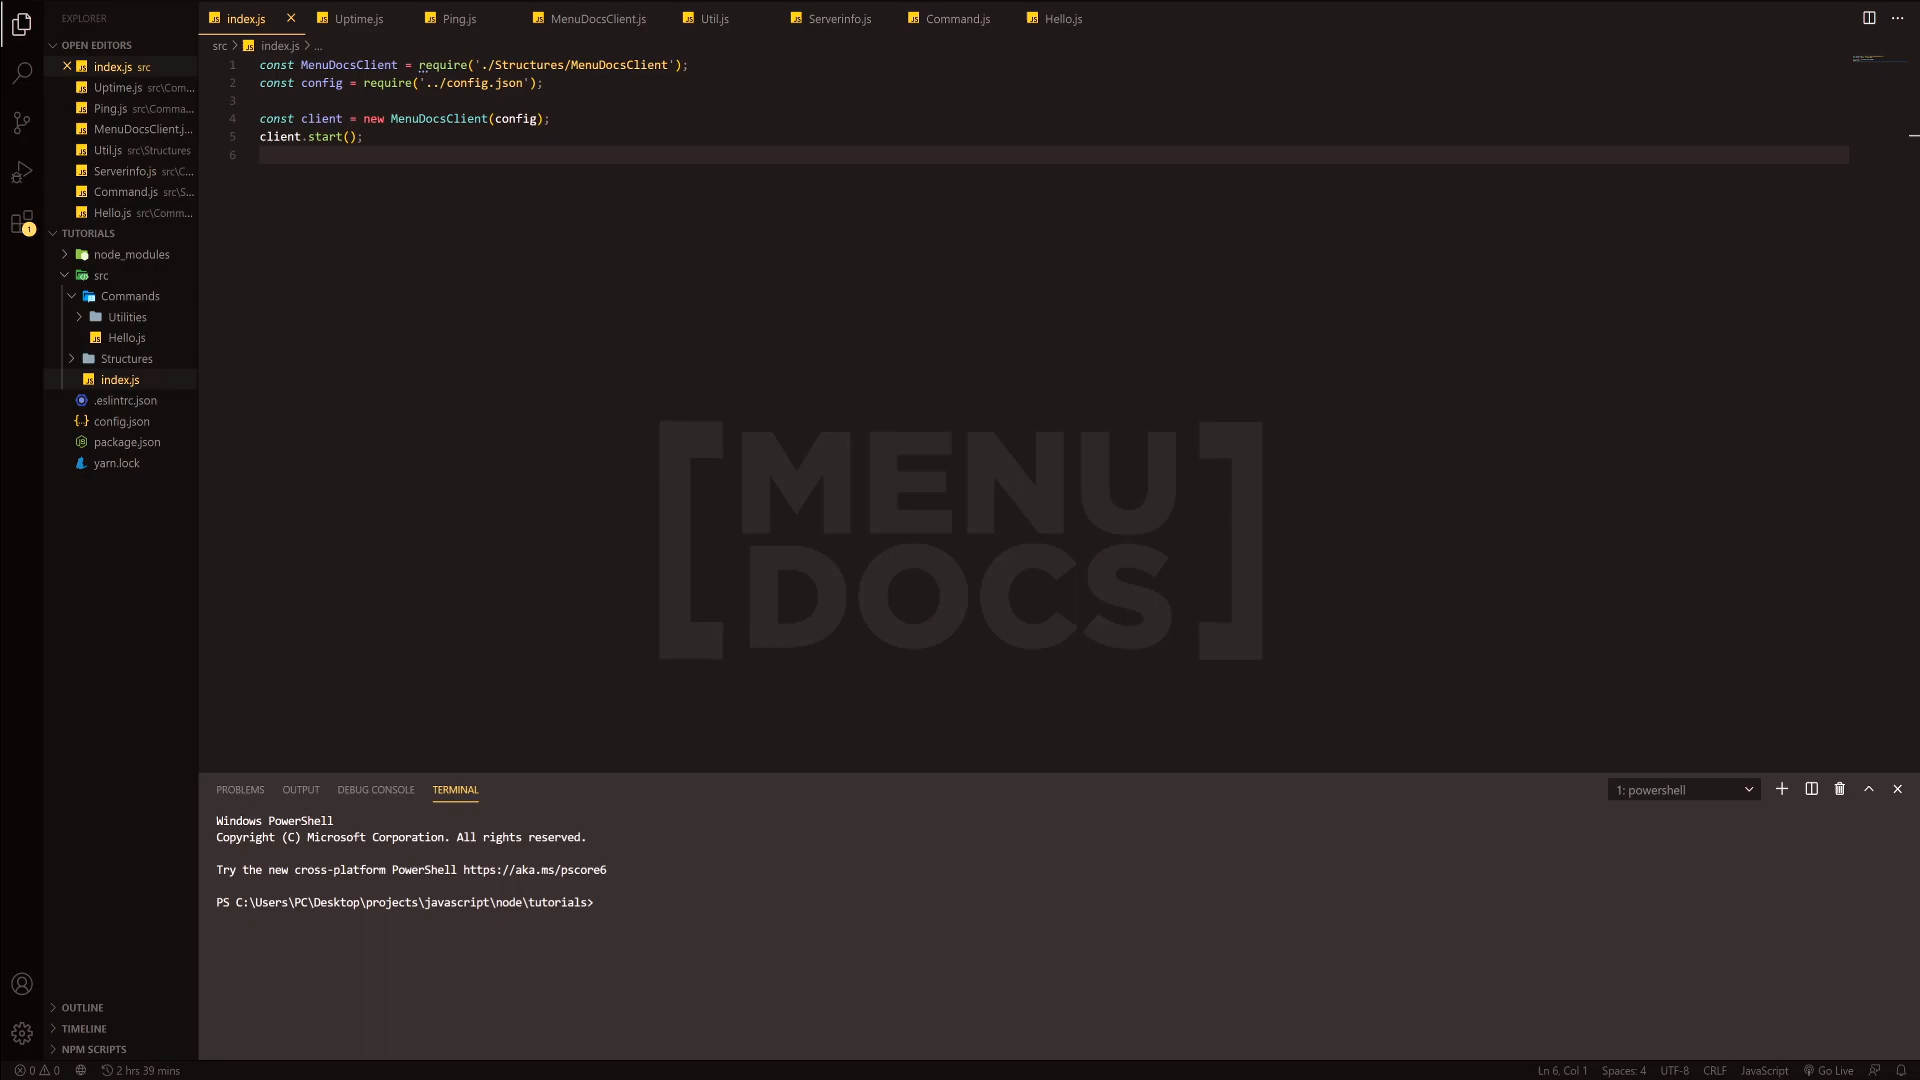 EXPLORER
OPEN EDITORS
index.js src
Uptime.js src\Com...
Ping.js src\Comma...
MenuDocsClient.j...
Util.js src\Structures
Serverinfo.js src\C...
Command.js src\S...
Hello.js src\Comm...
TUTORIALS
node_modules
src
Commands
Utilities
Hello.js
Structures
index.js
.eslintrc.json
config.json
package.json
yarn.lock
OUTLINE
TIMELINE
NPM SCRIPTS
1
index.js Uptime.js Ping.js MenuDocsClient.js Util.js Serverinfo.js Command.js Hello.js
src > index.js > ...
1 const MenuDocsClient = require('./Structures/MenuDocsClient');
2 const config = require('../config.json');
3
4 const client = new MenuDocsClient(config);
5 client.start();
6
[MENU
DOCS]
PROBLEMS OUTPUT DEBUG CONSOLE TERMINAL 1: powershell
Windows PowerShell
Copyright (C) Microsoft Corporation. All rights reserved.
Try the new cross-platform PowerShell https://aka.ms/pscore6
PS C:\Users\PC\Desktop\projects\javascript\node\tutorials>
0 0 2 hrs 39 mins Ln 6, Col 1 Spaces: 4 UTF-8 CRLF JavaScript Go Live